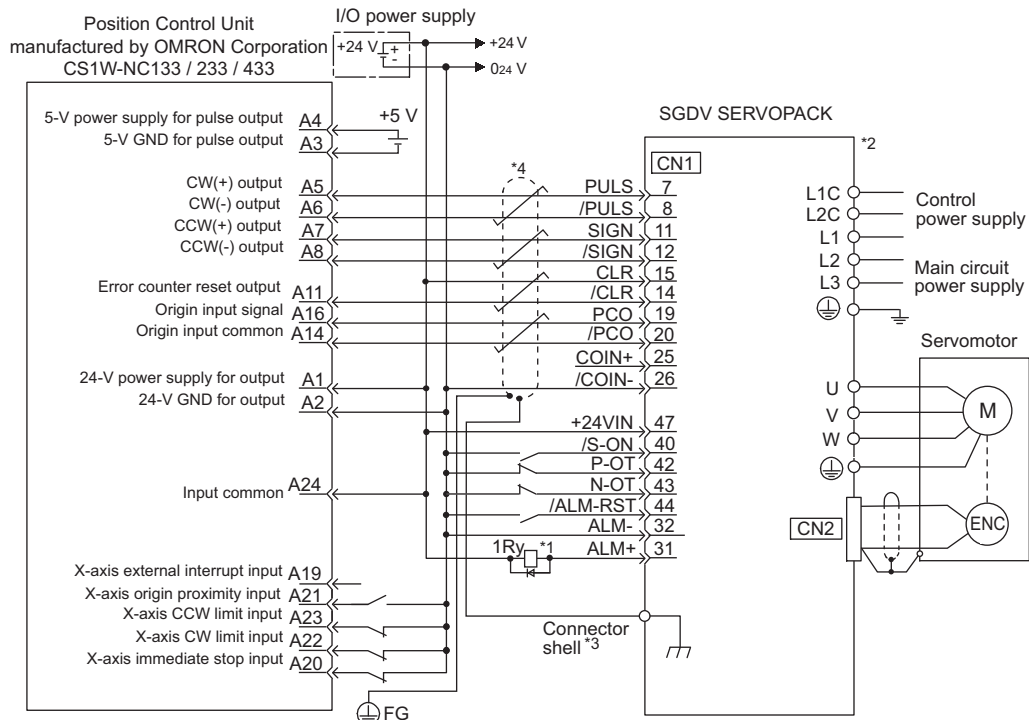 I/O power supply
Position Control Unit
manufactured by OMRON Corporation
CS1W-NC133 / 233 / 433
+24 V
+
-
+24 V
024 V
5-V power supply for pulse output A4
5-V GND for pulse output A3
+5 V
CW(+) output A5
CW(-) output A6
CCW(+) output A7
CCW(-) output A8
Error counter reset output A11
Origin input signal A16
Origin input common A14
24-V power supply for output A1
24-V GND for output A2
Input common A24
X-axis external interrupt input A19
X-axis origin proximity input A21
X-axis CCW limit input A23
X-axis CW limit input A22
X-axis immediate stop input A20
*4
FG
SGDV SERVOPACK
*2
CN1
PULS 7
/PULS 8
SIGN 11
/SIGN 12
CLR 15
/CLR 14
PCO 19
/PCO 20
COIN+ 25
/COIN- 26
+24VIN 47
/S-ON 40
P-OT 42
N-OT 43
/ALM-RST 44
ALM- 32
1Ry *1 ALM+ 31
Connector
shell *3
L1C
L2C
Control
power supply
L1
L2
L3
Main circuit
power supply
Servomotor
U
V
W
M
CN2
ENC